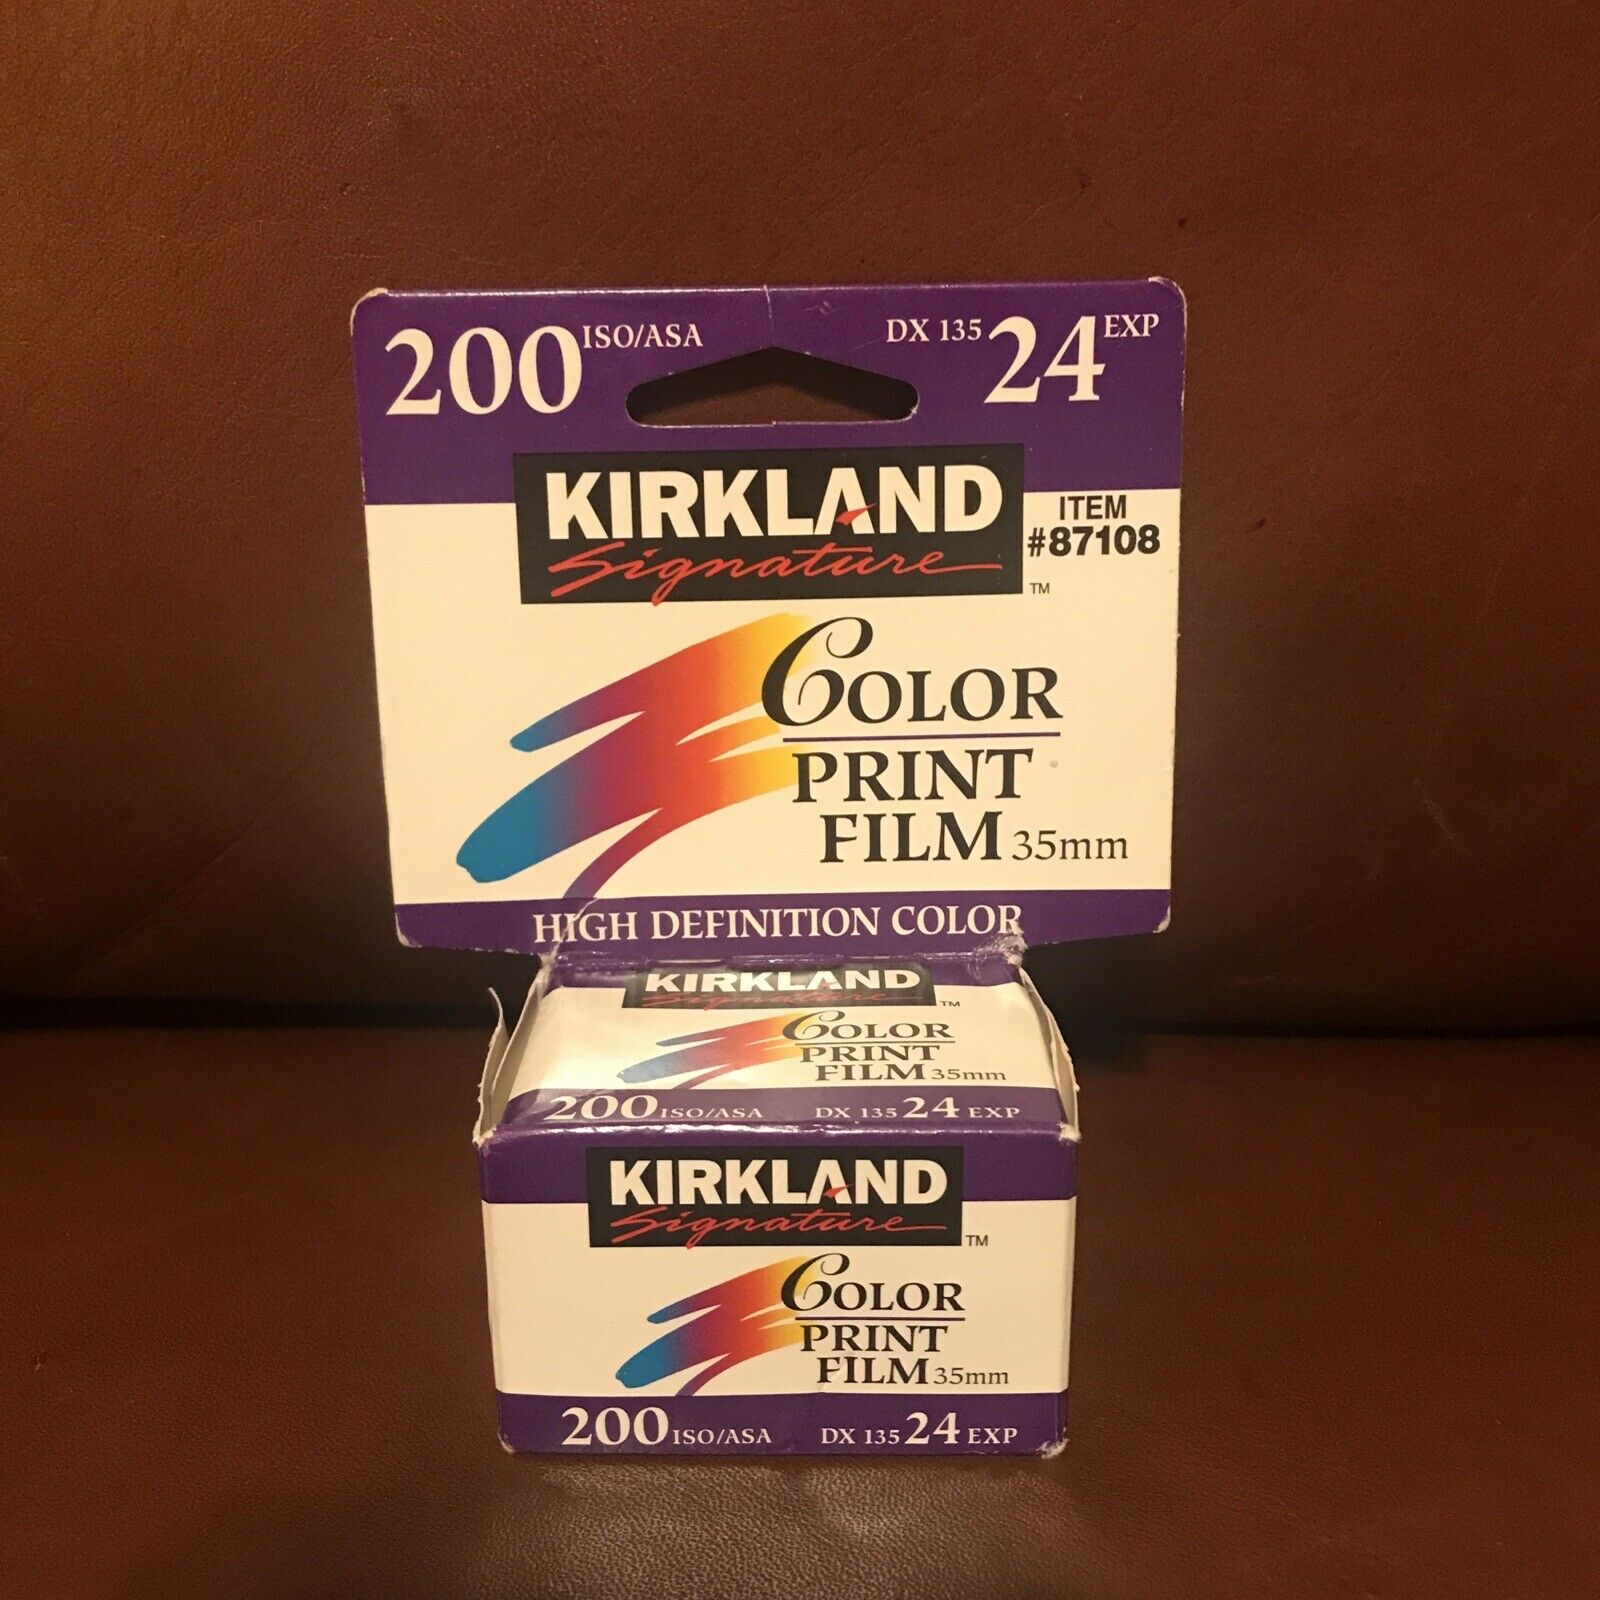 200 ISO/ASA DX 135 24 EXP
KIRKLAND
Signature ™
ITEM
#87108
COLOR
PRINT
FILM 35mm
HIGH DEFINITION COLOR
KIRKLAND
Signature ™
COLOR
PRINT
FILM 35mm
200 ISO/ASA DX 135 24 EXP
KIRKLAND
Signature ™
COLOR
PRINT
FILM 35mm
200 ISO/ASA DX 135 24 EXP